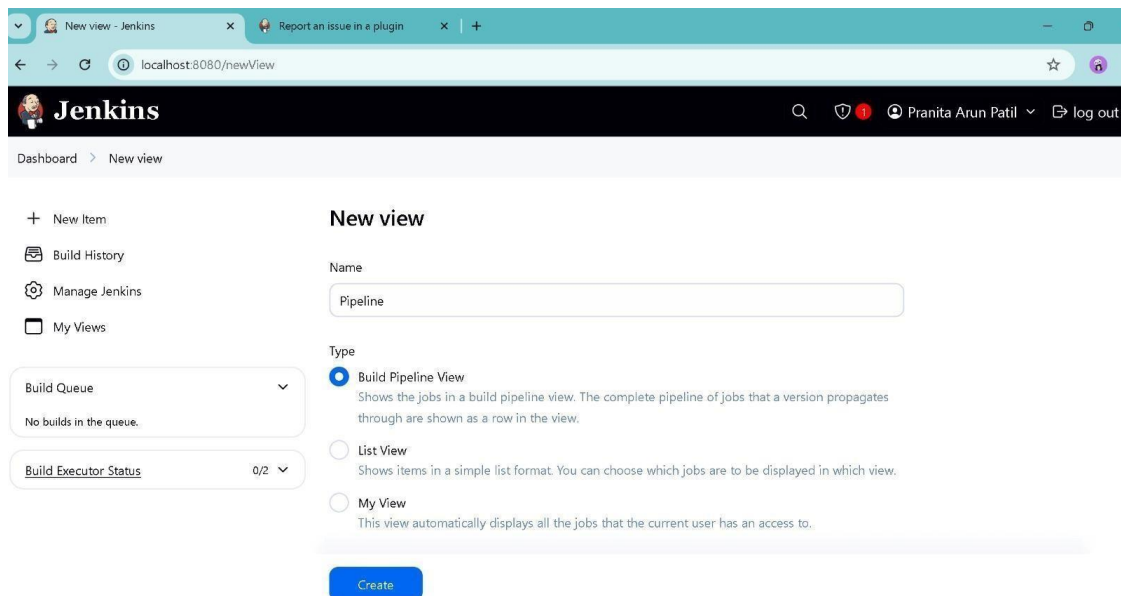 New view - Jenkins
Report an issue in a plugin
localhost:8080/newView
Jenkins
1
Pranita Arun Patil
log out
Dashboard > New view
New Item
Build History
Manage Jenkins
My Views
Build Queue
No builds in the queue.
Build Executor Status 0/2
New view
Name
Pipeline
Type
Build Pipeline View
Shows the jobs in a build pipeline view. The complete pipeline of jobs that a version propagates
through are shown as a row in the view.
List View
Shows items in a simple list format. You can choose which jobs are to be displayed in which view.
My View
This view automatically displays all the jobs that the current user has an access to.
Create